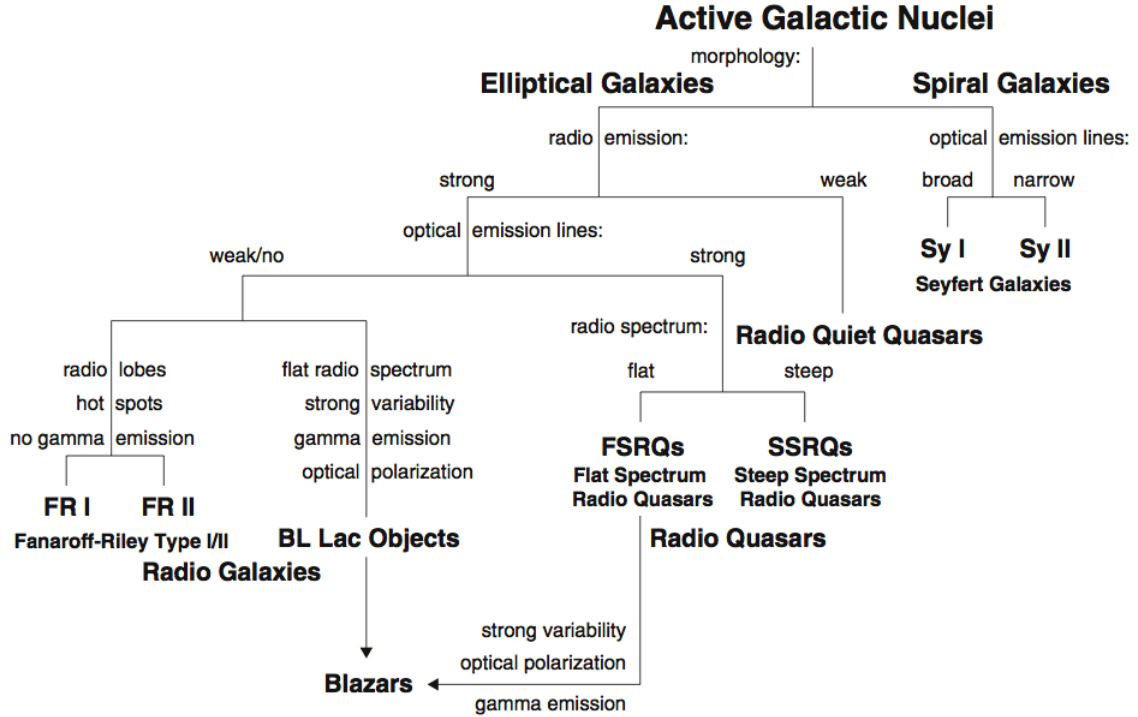 Active Galactic Nuclei
morphology:
Elliptical Galaxies
Spiral Galaxies
radio emission:
optical emission lines:
strong
weak
broad
narrow
optical emission lines:
Sy I
Sy II
weak/no
strong
Seyfert Galaxies
radio spectrum:
Radio Quiet Quasars
radio lobes
flat radio spectrum
flat
steep
hot spots
strong variability
no gamma emission
gamma emission
FSRQs
SSRQs
optical polarization
Flat Spectrum
Steep Spectrum
Radio Quasars
Radio Quasars
FR I
FR II
Fanaroff-Riley Type I/II
BL Lac Objects
Radio Quasars
Radio Galaxies
strong variability
optical polarization
Blazars
gamma emission